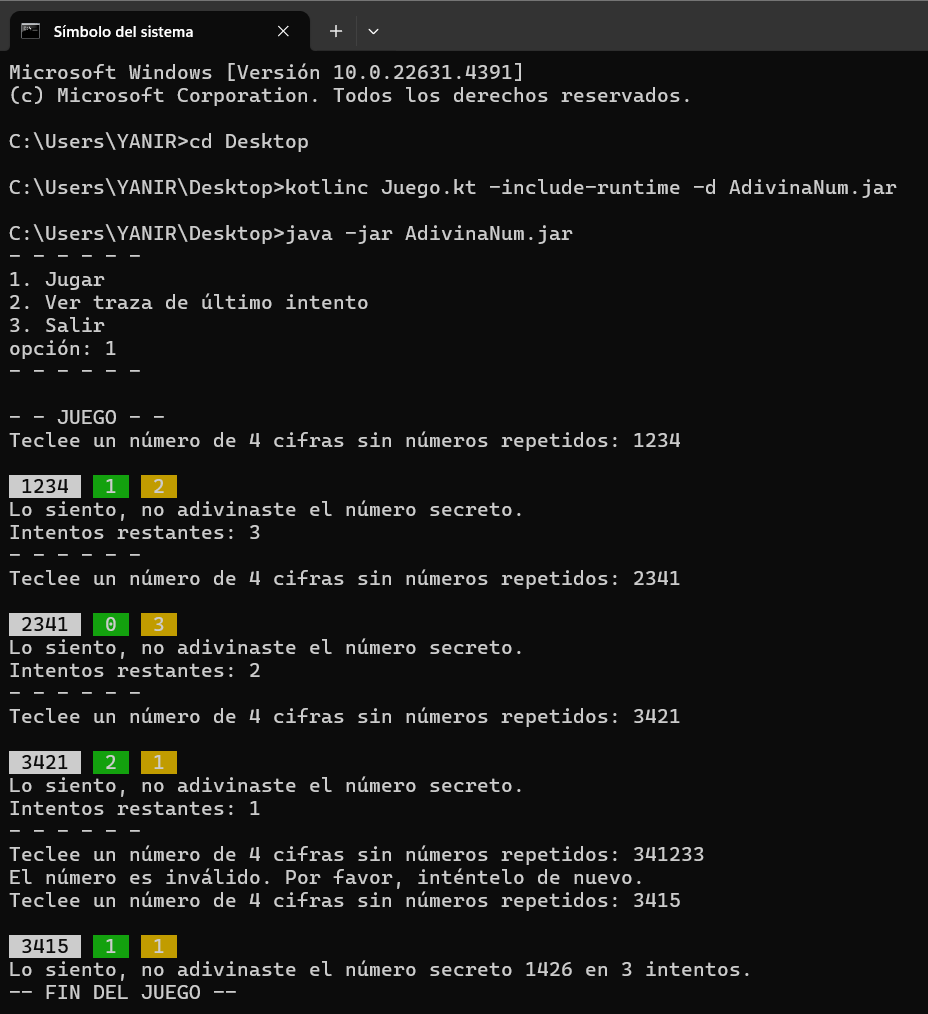 Símbolo del sistema
Microsoft Windows [Versión 10.0.22631.4391]
(c) Microsoft Corporation. Todos los derechos reservados.
C:\Users\YANIR>cd Desktop
C:\Users\YANIR\Desktop>kotlinc Juego.kt -include-runtime -d AdivinaNum.jar
C:\Users\YANIR\Desktop>java -jar AdivinaNum.jar
- - - - - -
1. Jugar
2. Ver traza de último intento
3. Salir
opción: 1
- - - - - -
- - JUEGO - -
Teclee un número de 4 cifras sin números repetidos: 1234
1234 1 2
Lo siento, no adivinaste el número secreto.
Intentos restantes: 3
- - - - - -
Teclee un número de 4 cifras sin números repetidos: 2341
2341 0 3
Lo siento, no adivinaste el número secreto.
Intentos restantes: 2
- - - - - -
Teclee un número de 4 cifras sin números repetidos: 3421
3421 2 1
Lo siento, no adivinaste el número secreto.
Intentos restantes: 1
- - - - - -
Teclee un número de 4 cifras sin números repetidos: 341233
El número es inválido. Por favor, inténtelo de nuevo.
Teclee un número de 4 cifras sin números repetidos: 3415
3415 1 1
Lo siento, no adivinaste el número secreto 1426 en 3 intentos.
-- FIN DEL JUEGO --